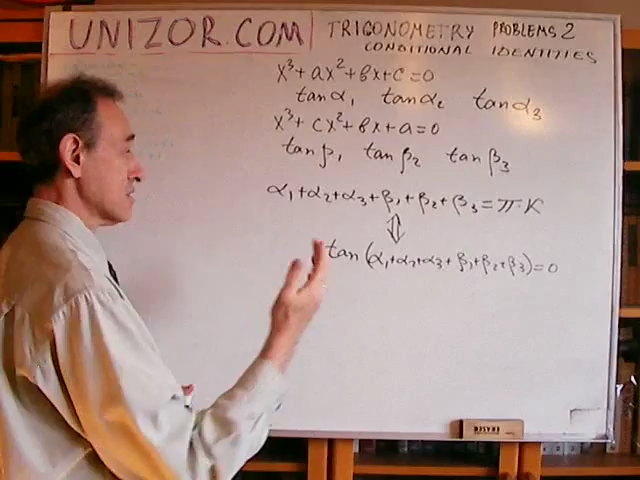 UNIZOR.COM
TRIGONOMETRY PROBLEMS 2
CONDITIONAL IDENTITIES
x³+ax²+bx+c=0
tanα₁ tanα₂ tanα₃
x³+cx²+bx+a=0
tanβ₁ tanβ₂ tanβ₃
α₁+α₂+α₃+β₁+β₂+β₃=π·K
⇕
tan(α₁+α₂+α₃+β₁+β₂+β₃)=0